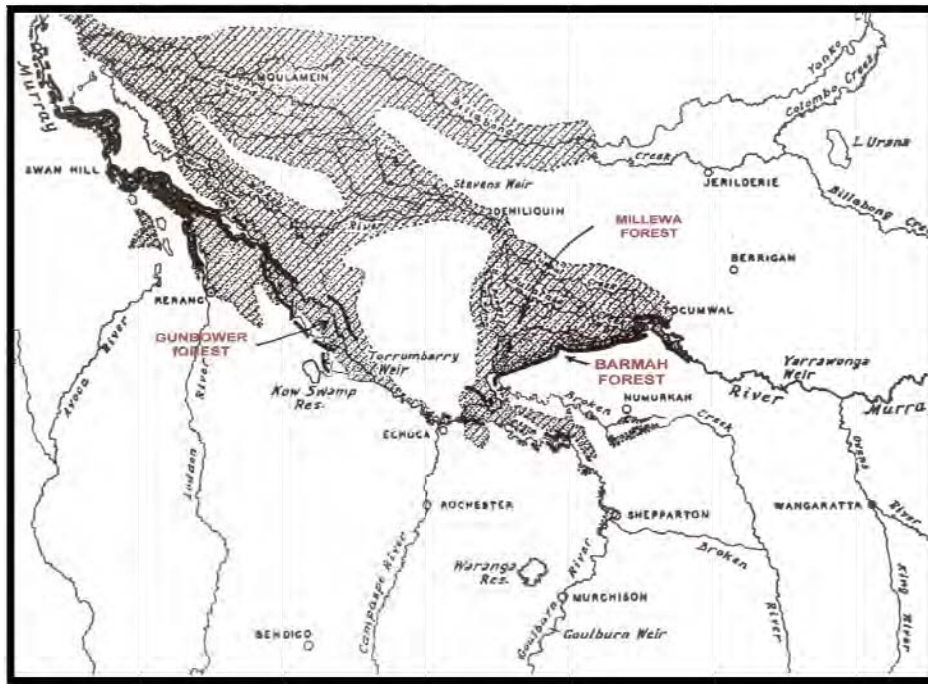 Murray
MOULAMEIN
Billabong
Creek
Yanko
Colombo Creek
L. Urana
SWAN HILL
JERILDERIE
Billabong Cre
Stevens Weir
DENILIQUIN
River
MILLEWA
FOREST
BERRIGAN
TOCUMWAL
KERANG
GUNBOWER
FOREST
Torrumbarry
Weir
BARMAH
FOREST
Yarrawonga
Weir
River
Murra
Kow Swamp
Res.
Broken
Creek
NUMURKAH
Avoca
River
Loddon
River
ECHUCA
Ovens
River
ROCHESTER
SHEPPARTON
WANGARATTA
Campaspe River
Waranga
Res.
Broken
River
King
River
MURCHISON
Goulburn
River
Goulburn Weir
BENDIGO